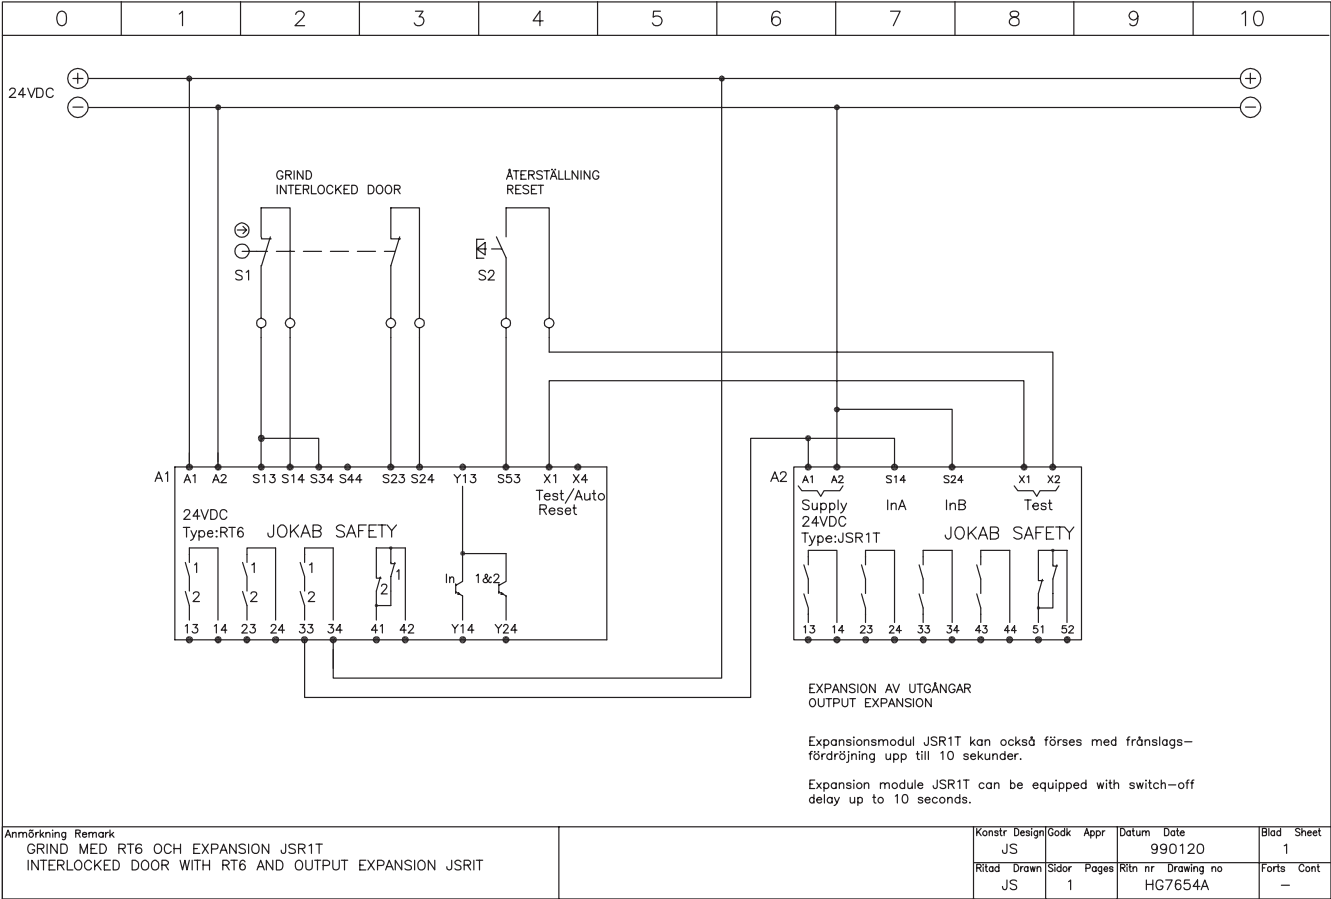 0 1 2 3 4 5 6 7 8 9 10
24VDC
GRIND
INTERLOCKED DOOR
ÅTERSTÄLLNING
RESET
S1
S2
A1
A1 A2 S13 S14 S34 S44 S23 S24 Y13 S53 X1 X4
Test/Auto
Reset
24VDC
Type:RT6
JOKAB SAFETY
1 1 1 1
2 2 2 2
In 1&2
13 14 23 24 33 34 41 42 Y14 Y24
A2
A1 A2 S14 S24 X1 X2
Supply InA InB Test
24VDC
Type:JSR1T
JOKAB SAFETY
13 14 23 24 33 34 43 44 51 52
EXPANSION AV UTGÅNGAR
OUTPUT EXPANSION
Expansionsmodul JSR1T kan också förses med frånslags-
fördröjning upp till 10 sekunder.
Expansion module JSR1T can be equipped with switch-off
delay up to 10 seconds.
Anmörkning Remark
GRIND MED RT6 OCH EXPANSION JSR1T
INTERLOCKED DOOR WITH RT6 AND OUTPUT EXPANSION JSRIT
Konstr Design Godk Appr Datum Date Blad Sheet
JS 990120 1
Ritad Drawn Sidor Pages Ritn nr Drawing no Forts Cont
JS 1 HG7654A -